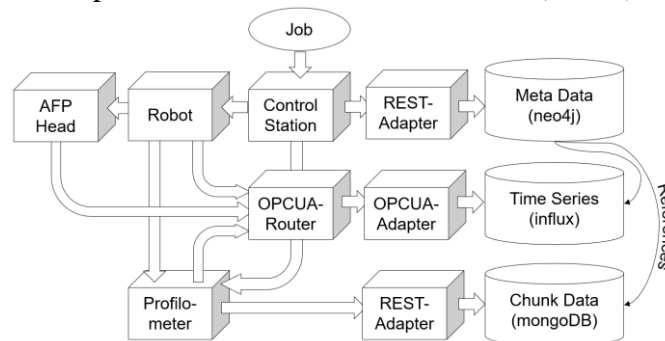 Job
AFP
Head
Robot
Control
Station
REST-
Adapter
Meta Data
(neo4j)
OPCUA-
Router
OPCUA-
Adapter
Time Series
(influx)
References
Profilo-
meter
REST-
Adapter
Chunk Data
(mongoDB)